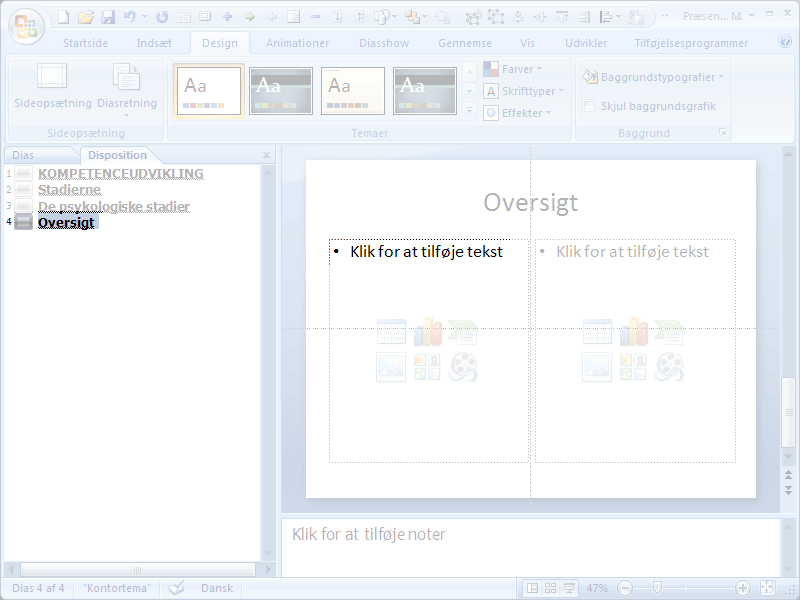 Præsen... M.
Startside Indsæt Design Animationer Diasshow Gennemse Vis Udvikler Tilføjelsesprogrammer
Sideopsætning Diasretning
Aa Aa Aa Aa
Farver
Skrifttyper
Effekter
Baggrundstypografier
Skjul baggrundsgrafik
Sideopsætning Temaer Baggrund
Dias Disposition
1 KOMPETENCEUDVIKLING
2 Stadierne
3 De psykologiske stadier
4 Oversigt
Oversigt
• Klik for at tilføje tekst
• Klik for at tilføje tekst
Klik for at tilføje noter
Dias 4 af 4 "Kontortema" Dansk 47%